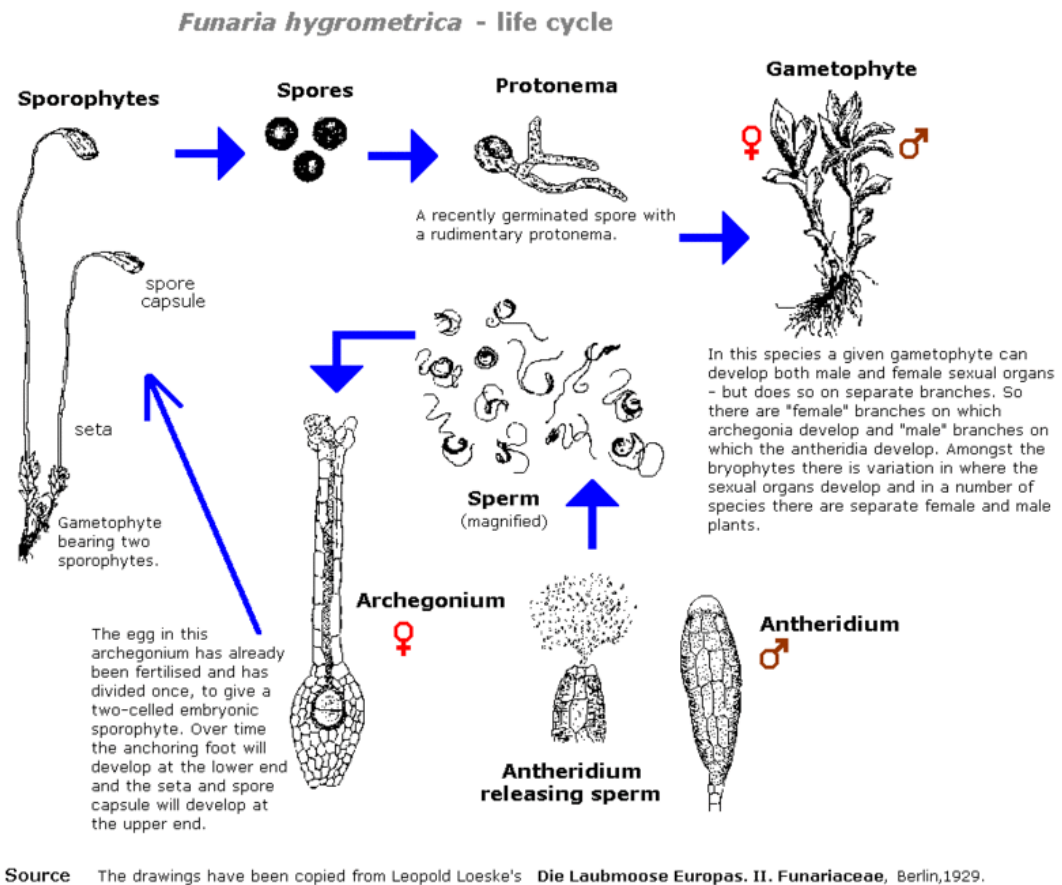 Funaria hygrometrica - life cycle
Sporophytes
Spores
Protonema
Gametophyte
♀
♂
A recently germinated spore with
a rudimentary protonema.
spore
capsule
seta
Gametophyte
bearing two
sporophytes.
In this species a given gametophyte can
develop both male and female sexual organs
- but does so on separate branches. So
there are "female" branches on which
archegonia develop and "male" branches on
which the antheridia develop. Amongst the
bryophytes there is variation in where the
sexual organs develop and in a number of
species there are separate female and male
plants.
Sperm
(magnified)
Archegonium
♀
Antheridium
♂
The egg in this
archegonium has already
been fertilised and has
divided once, to give a
two-celled embryonic
sporophyte. Over time
the anchoring foot will
develop at the lower end
and the seta and spore
capsule will develop at
the upper end.
Antheridium
releasing sperm
Source The drawings have been copied from Leopold Loeske's Die Laubmoose Europas. II. Funariaceae, Berlin,1929.